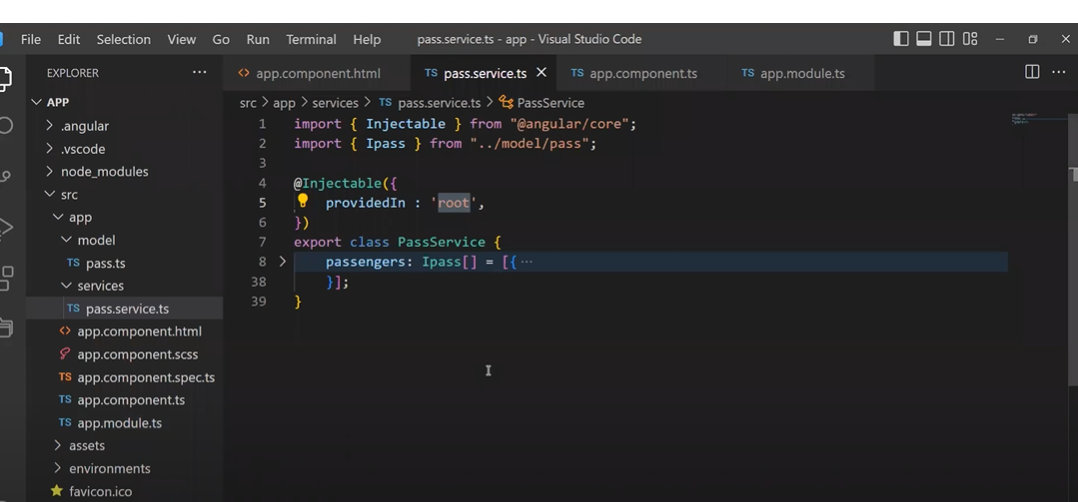 File Edit Selection View Go Run Terminal Help pass.service.ts - app - Visual Studio Code
EXPLORER ···
APP
.angular
.vscode
node_modules
src
app
model
TS pass.ts
services
TS pass.service.ts
<> app.component.html
app.component.scss
TS app.component.spec.ts
TS app.component.ts
TS app.module.ts
assets
environments
favicon.ico
<> app.component.html TS pass.service.ts TS app.component.ts TS app.module.ts
src > app > services > TS pass.service.ts > PassService
1 import { Injectable } from "@angular/core";
2 import { Ipass } from "../model/pass";
3
4 @Injectable({
5 providedIn : 'root',
6 })
7 export class PassService {
8 passengers: Ipass[] = [{ ···
38 }];
39 }